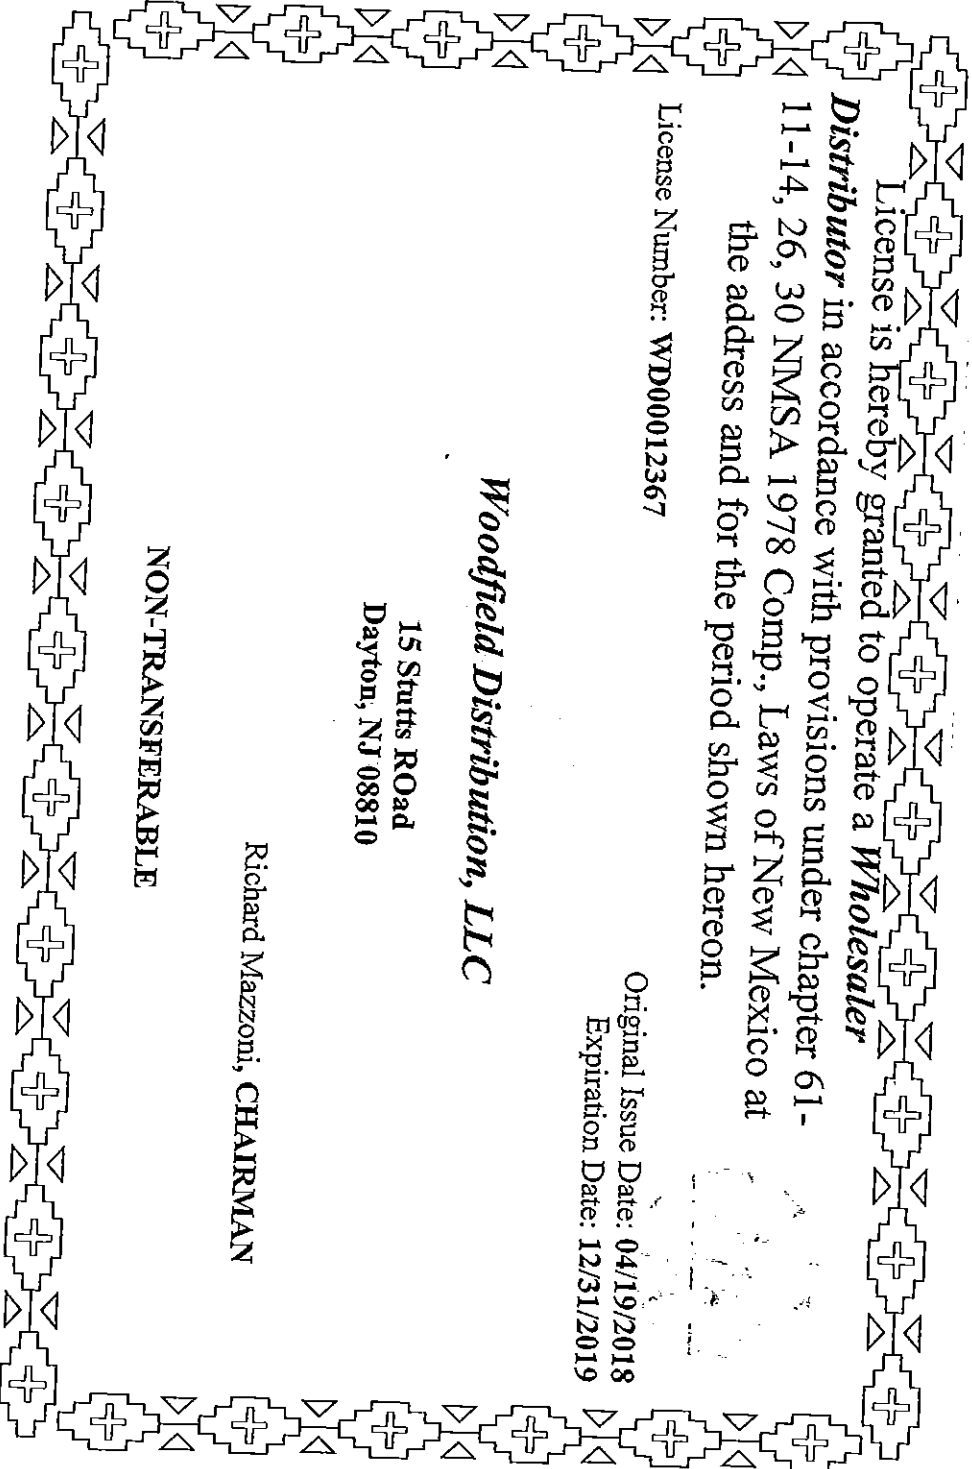 License is hereby granted to operate a Wholesaler
Distributor in accordance with provisions under chapter 61-
11-14, 26, 30 NMSA 1978 Comp., Laws of New Mexico at
the address and for the period shown hereon.
License Number: WD00012367
Original Issue Date: 04/19/2018
Expiration Date: 12/31/2019
Woodfield Distribution, LLC
15 Stutts ROad
Dayton, NJ 08810
Richard Mazzoni, CHAIRMAN
NON-TRANSFERABLE